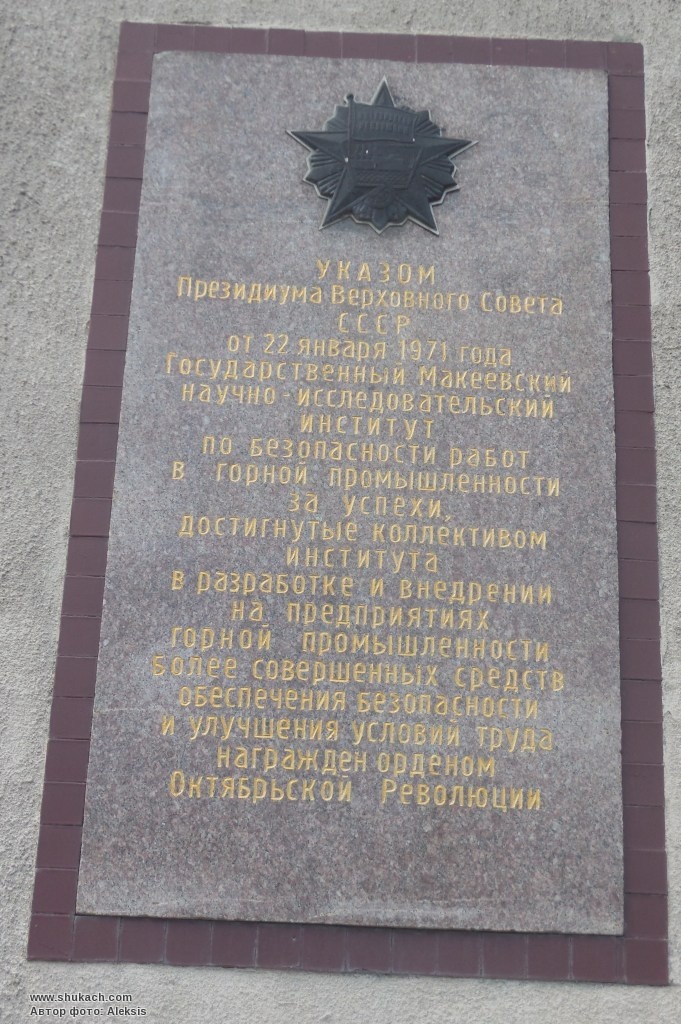 УКАЗОМ
Президиума Верховного Совета
СССР
от 22 января 1971 года
Государственный Макеевский
научно-исследовательский
институт
по безопасности работ
в горной промышленности
за успехи,
достигнутые коллективом
института
в разработке и внедрении
на предприятиях
горной промышленности
более совершенных средств
обеспечения безопасности
и улучшения условий труда
награжден орденом
Октябрьской Революции
www.shukach.com
Автор фото: Aleksis